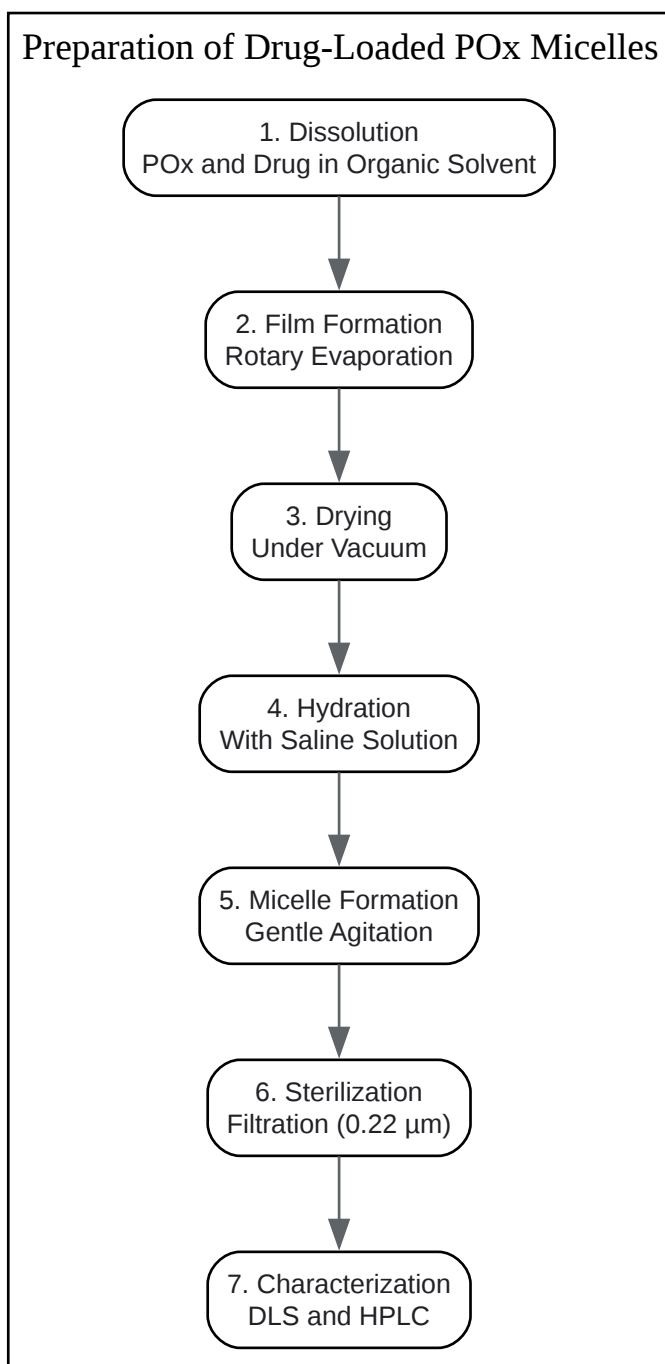 Preparation of Drug-Loaded POx Micelles
1. Dissolution
POx and Drug in Organic Solvent
2. Film Formation
Rotary Evaporation
3. Drying
Under Vacuum
4. Hydration
With Saline Solution
5. Micelle Formation
Gentle Agitation
6. Sterilization
Filtration (0.22 µm)
7. Characterization
DLS and HPLC